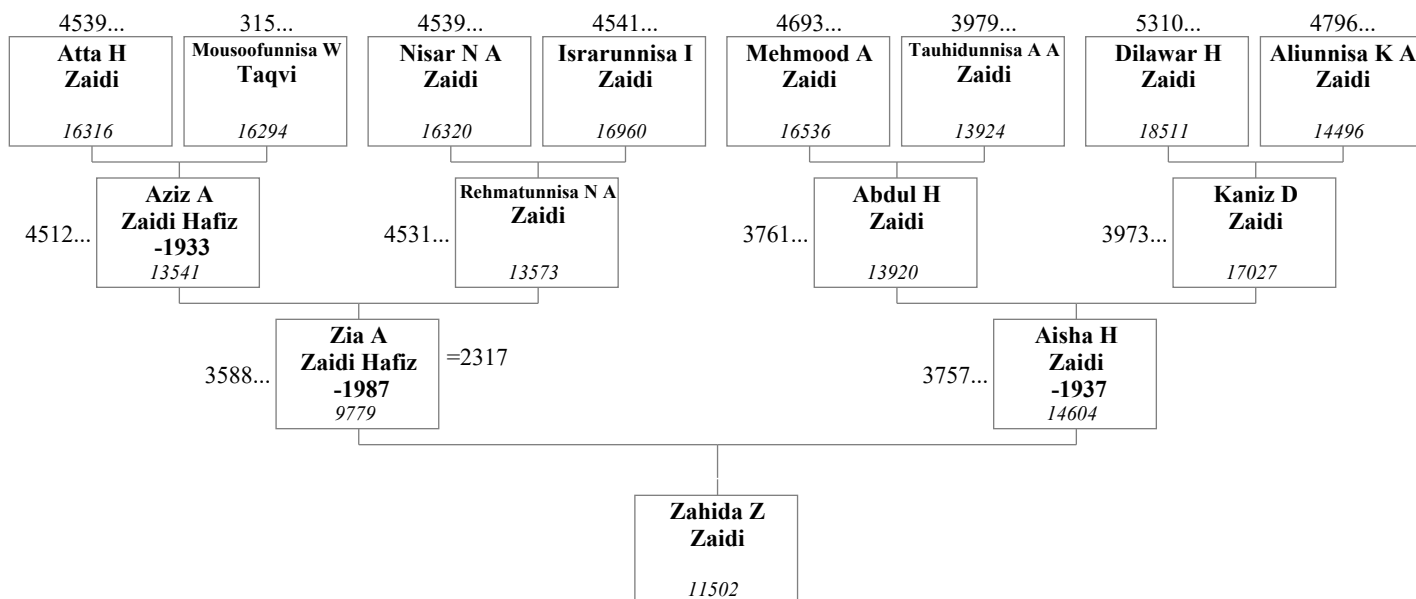 4539...
315...
4539...
4541...
4693...
3979...
5310...
4796...
Atta H
Zaidi
16316
Mousoofunnisa W
Taqvi
16294
Nisar N A
Zaidi
16320
Israrunnisa I
Zaidi
16960
Mehmood A
Zaidi
16536
Tauhidunnisa A A
Zaidi
13924
Dilawar H
Zaidi
18511
Aliunnisa K A
Zaidi
14496
4512...
Aziz A
Zaidi Hafiz
-1933
13541
4531...
Rehmatunnisa N A
Zaidi
13573
3761...
Abdul H
Zaidi
13920
3973...
Kaniz D
Zaidi
17027
3588...
Zia A
Zaidi Hafiz
-1987
9779
=2317
3757...
Aisha H
Zaidi
-1937
14604
Zahida Z
Zaidi
11502